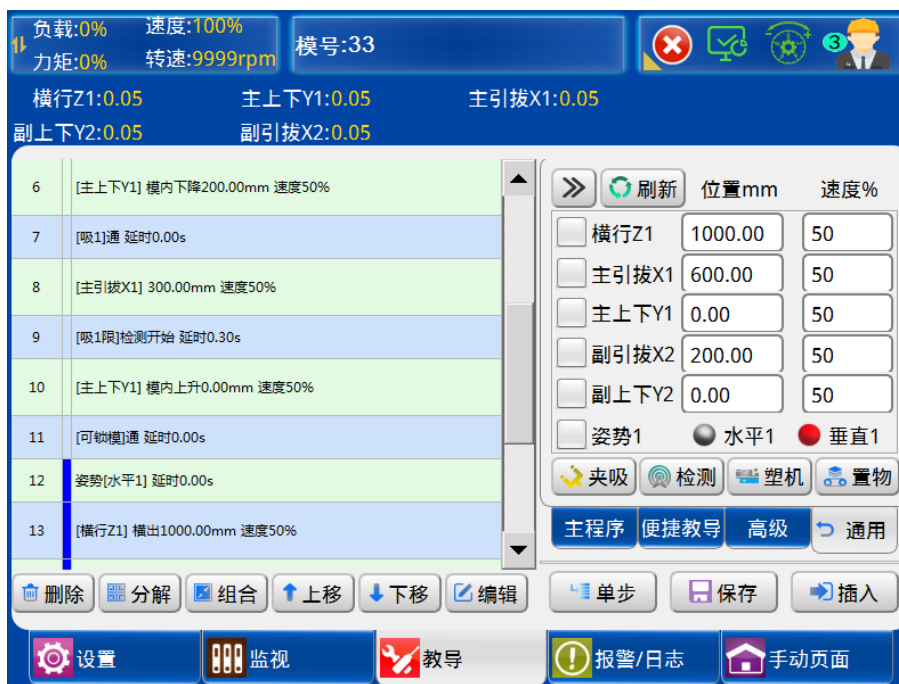 负载:0% 速度:100%
力矩:0% 转速:9999rpm
模号:33
3
横行Z1:0.05 主上下Y1:0.05 主引拔X1:0.05
副上下Y2:0.05 副引拔X2:0.05
6 [主上下Y1] 模内下降200.00mm 速度50%
7 [吸1]通 延时0.00s
8 [主引拔X1] 300.00mm 速度50%
9 [吸1限]检测开始 延时0.30s
10 [主上下Y1] 模内上升0.00mm 速度50%
11 [可锁模]通 延时0.00s
12 姿势[水平1] 延时0.00s
13 [横行Z1] 横出1000.00mm 速度50%
刷新 位置mm 速度%
横行Z1 1000.00 50
主引拔X1 600.00 50
主上下Y1 0.00 50
副引拔X2 200.00 50
副上下Y2 0.00 50
姿势1 水平1 垂直1
夹吸 检测 塑机 置物
主程序 便捷教导 高级 通用
删除 分解 组合 上移 下移 编辑 单步 保存 插入
设置 监视 教导 报警/日志 手动页面